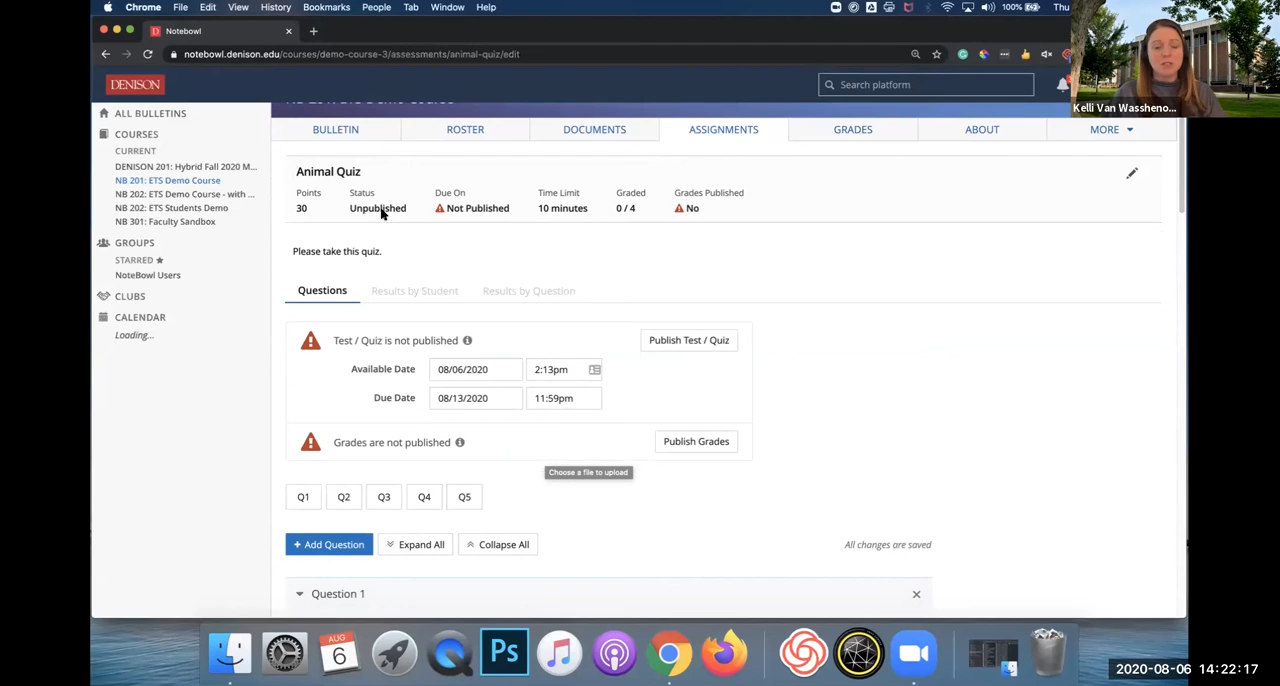 Chrome File Edit View History Bookmarks People Tab Window Help 100% Thu
Notebowl
notebowl.denison.edu/courses/demo-course-3/assessments/animal-quiz/edit
DENISON
Search platform
Kelli Van Wassheno...
ALL BULLETINS
COURSES
CURRENT
DENISON 201: Hybrid Fall 2020 M...
NB 201: ETS Demo Course
NB 202: ETS Demo Course - with ...
NB 202: ETS Students Demo
NB 301: Faculty Sandbox
GROUPS
STARRED
NoteBowl Users
CLUBS
CALENDAR
Loading...
BULLETIN ROSTER DOCUMENTS ASSIGNMENTS GRADES ABOUT MORE
Animal Quiz
Points Status Due On Time Limit Graded Grades Published
30 Unpublished Not Published 10 minutes 0 / 4 No
Please take this quiz.
Questions Results by Student Results by Question
Test / Quiz is not published Publish Test / Quiz
Available Date 08/06/2020 2:13pm
Due Date 08/13/2020 11:59pm
Grades are not published Publish Grades
Choose a file to upload
Q1 Q2 Q3 Q4 Q5
+ Add Question Expand All Collapse All All changes are saved
Question 1
AUG
6
Ps
2020-08-06 14:22:17